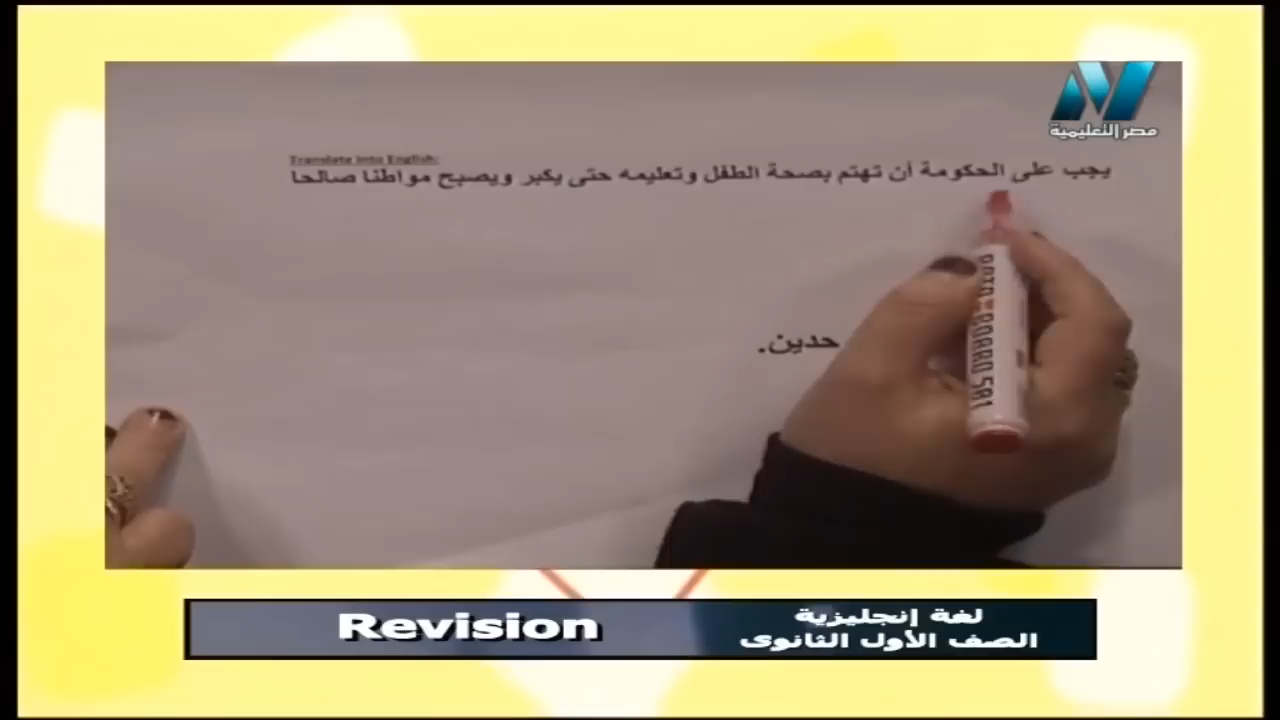 مصر التعليمية
Translate into English:
يجب على الحكومة أن تهتم بصحة الطفل وتعليمه حتى يكبر ويصبح مواطنا صالحا
حدين.
BOARD 581
Revision
لغة إنجليزية
الصف الأول الثانوى